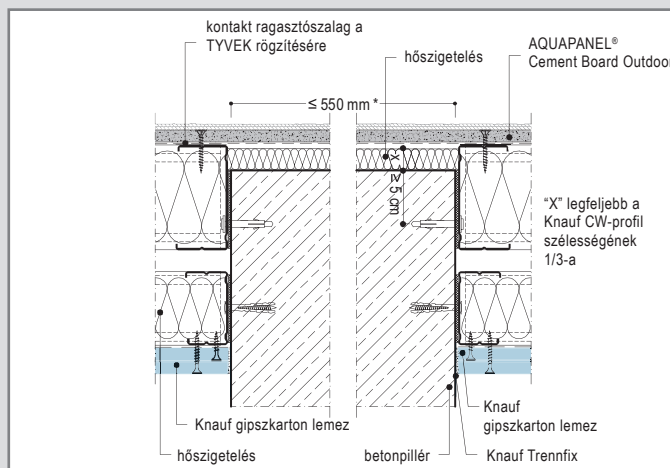 kontakt ragasztószalag a
TYVEK rögzítésére
hőszigetelés
AQUAPANEL®
Cement Board Outdoor
≤ 550 mm *
X
≥ 5 cm
"X" legfeljebb a
Knauf CW-profil
szélességének
1/3-a
Knauf gipszkarton lemez
hőszigetelés
betonpillér
Knauf
gipszkarton lemez
Knauf Trennfix